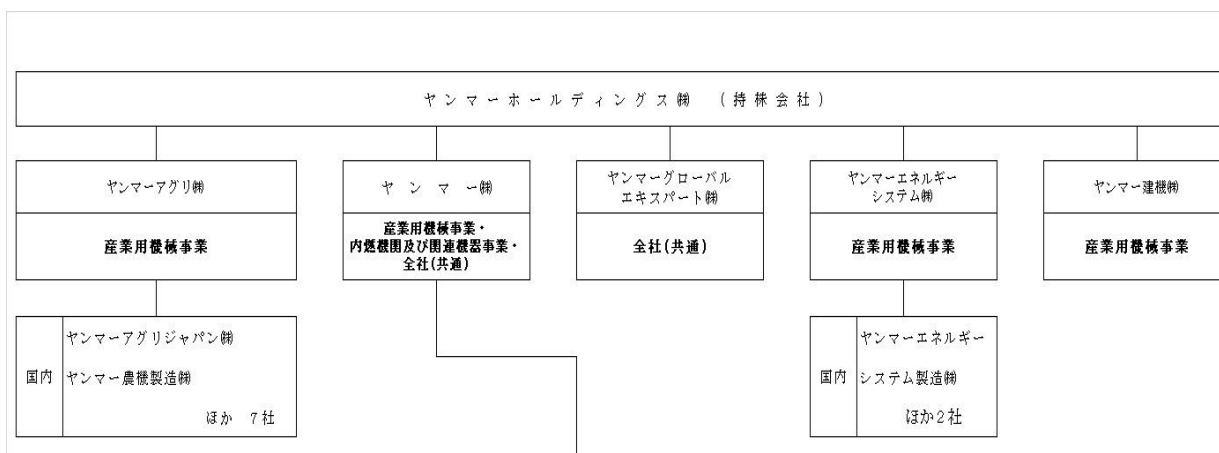 ヤンマーホールディングス㈱ (持株会社)
ヤンマーアグリ㈱
産業用機械事業
ヤンマー㈱
産業用機械事業・
内燃機関及び関連機器事業・
全社(共通)
ヤンマーグローバル
エキスパート㈱
全社(共通)
ヤンマーエネルギー
システム㈱
産業用機械事業
ヤンマー建機㈱
産業用機械事業
国内
ヤンマーアグリジャパン㈱
ヤンマー農機製造㈱
ほか 7社
国内
ヤンマーエネルギー
システム製造㈱
ほか2社